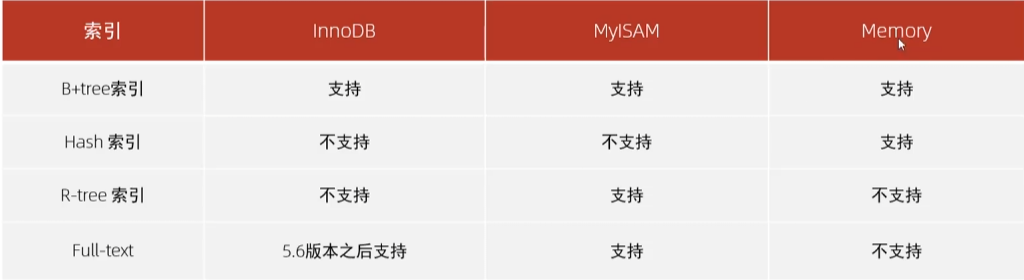 索引 InnoDB MyISAM Memory
B+tree索引 支持 支持 支持
Hash 索引 不支持 不支持 支持
R-tree 索引 不支持 支持 不支持
Full-text 5.6版本之后支持 支持 不支持